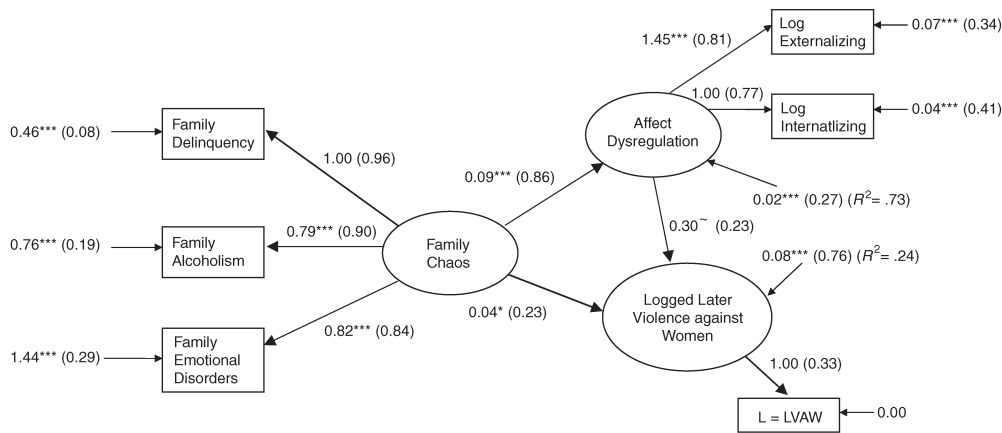 Log
Externalizing
0.07*** (0.34)
1.45*** (0.81)
1.00 (0.77)
Log
Internatlizing
0.04*** (0.41)
Affect
Dysregulation
0.46*** (0.08)
Family
Delinquency
1.00 (0.96)
0.09*** (0.86)
0.02*** (0.27) (R²= .73)
0.30~ (0.23)
0.76*** (0.19)
Family
Alcoholism
0.79*** (0.90)
Family
Chaos
0.08*** (0.76) (R²= .24)
0.04* (0.23)
Logged Later
Violence against
Women
0.82*** (0.84)
1.44*** (0.29)
Family
Emotional
Disorders
1.00 (0.33)
L = LVAW
0.00